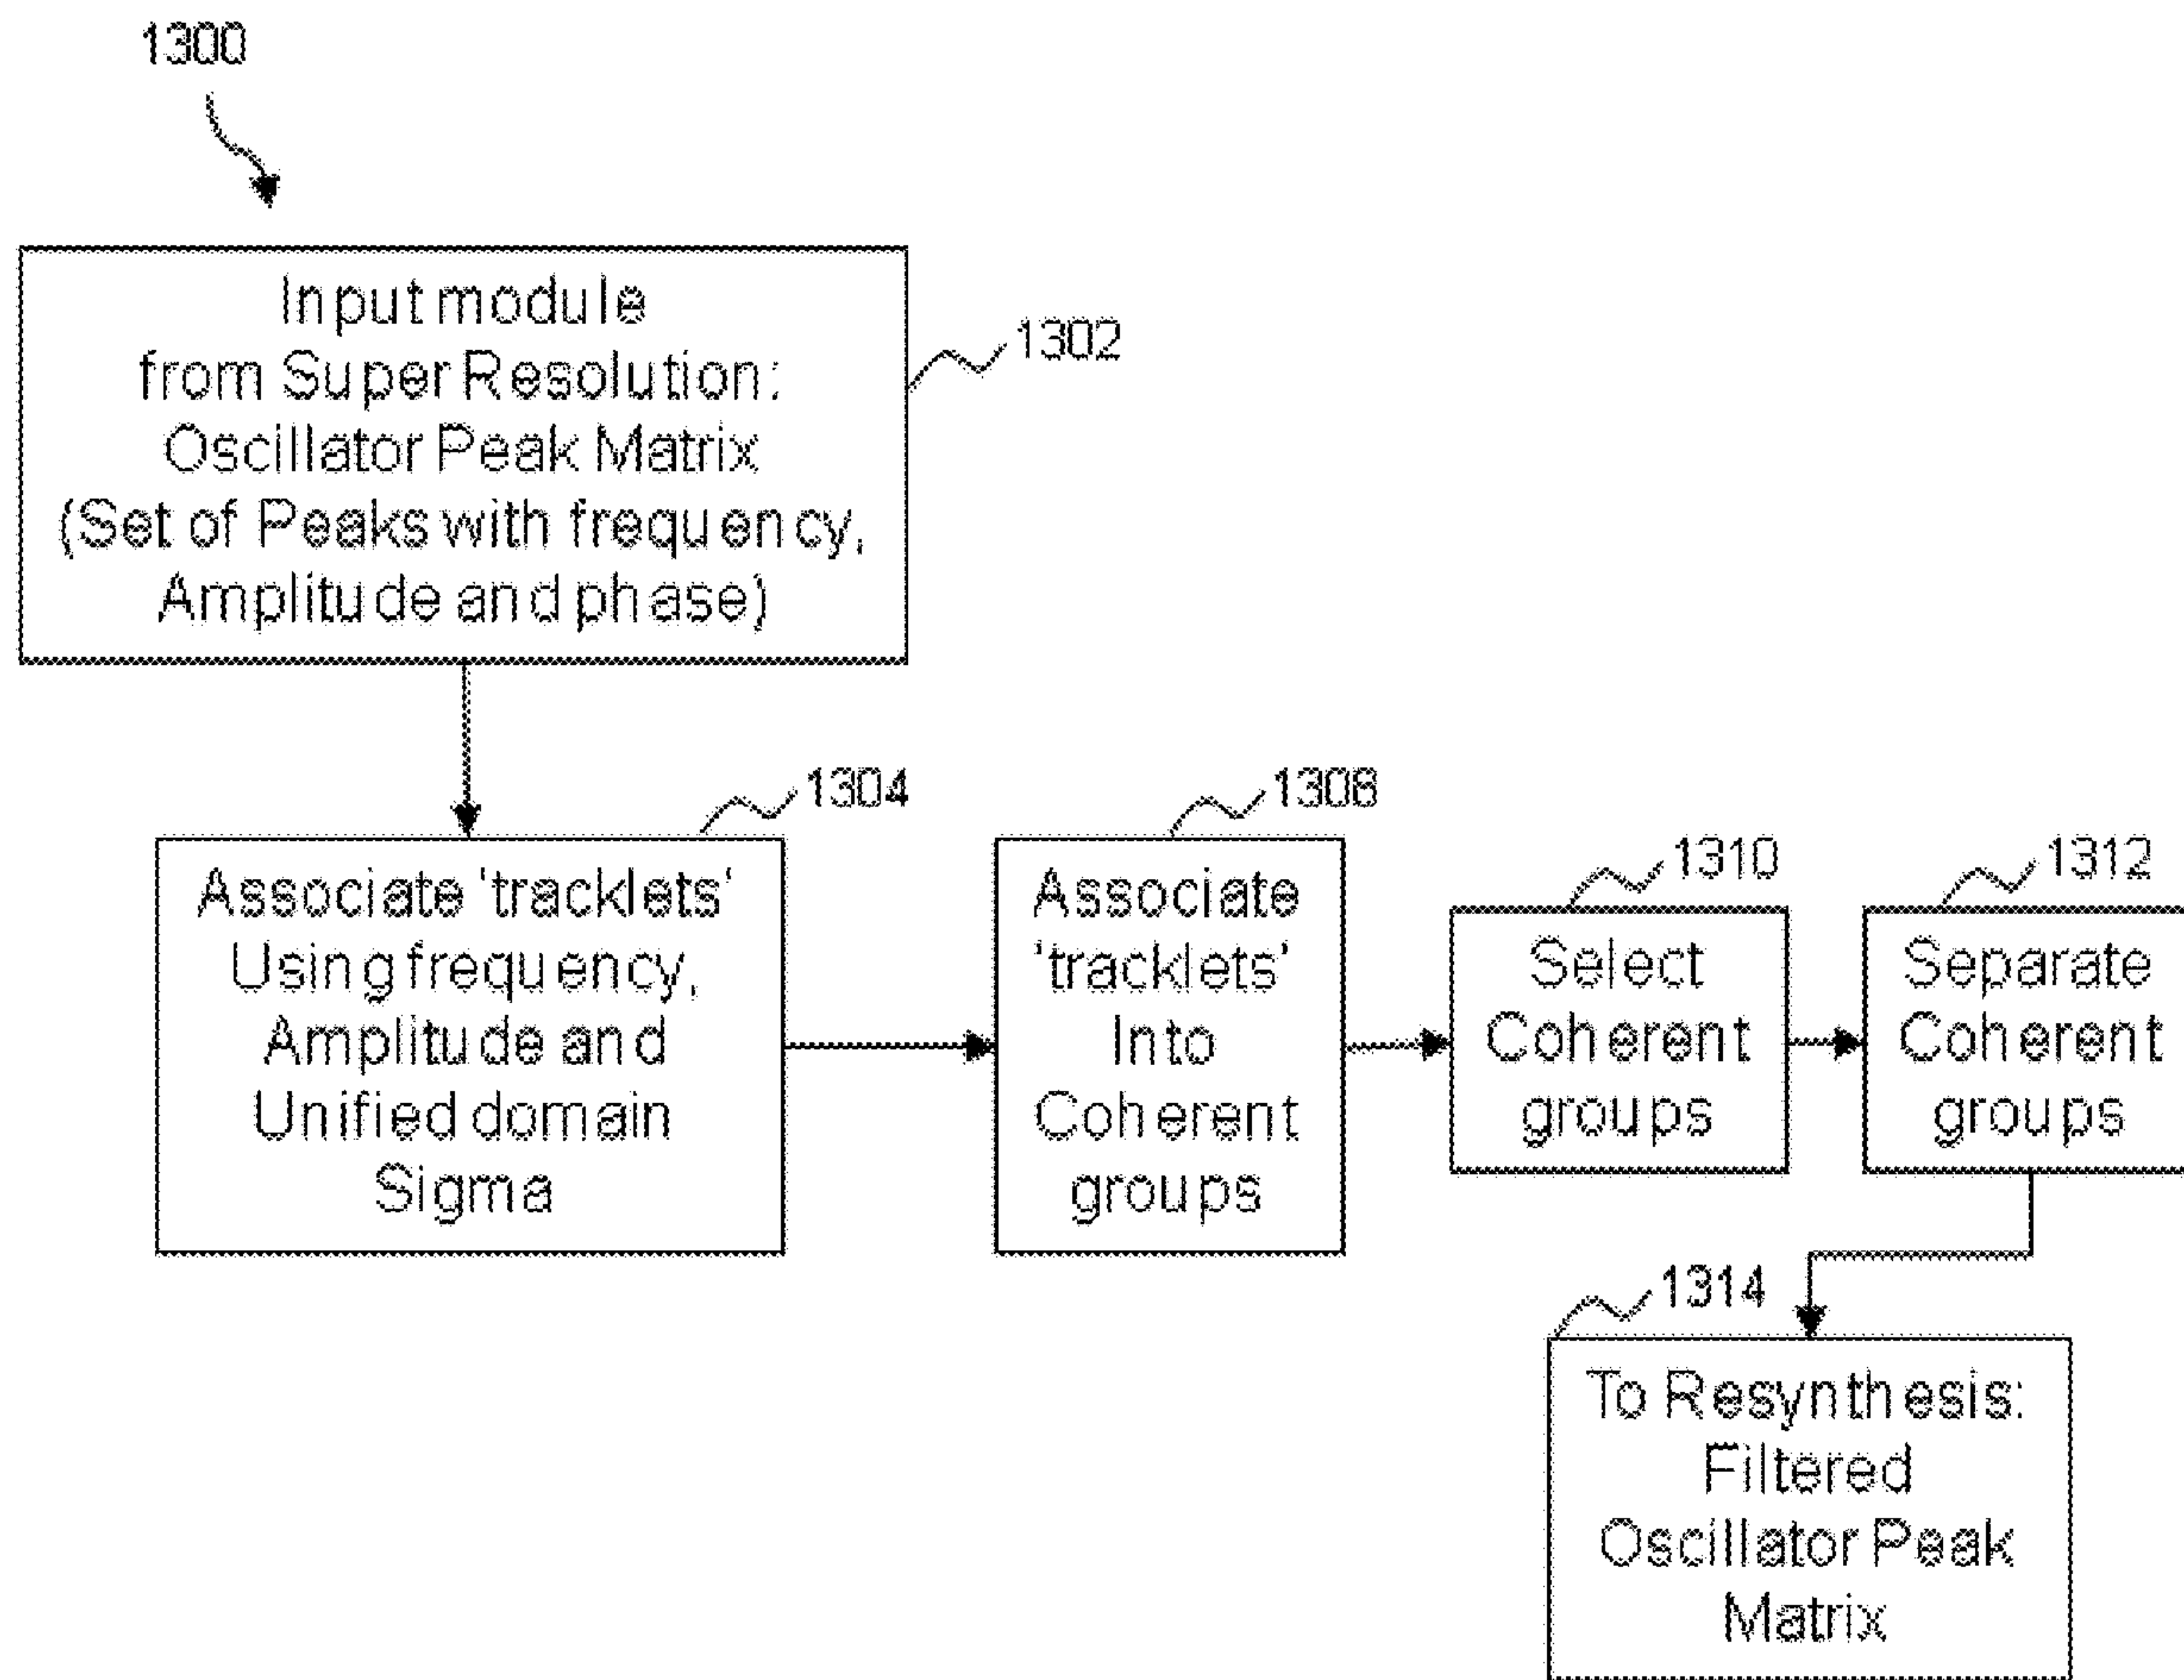 1300
Input module
from Super Resolution:
Oscillator Peak Matrix
(Set of Peaks with frequency,
Amplitude and phase)
1302
1304
Associate 'tracklets'
Using frequency,
Amplitude and
Unified domain
Sigma
1308
Associate
'tracklets'
Into
Coherent
groups
1310
Select
Coherent
groups
1312
Separate
Coherent
groups
1314
To Resynthesis:
Filtered
Oscillator Peak
Matrix